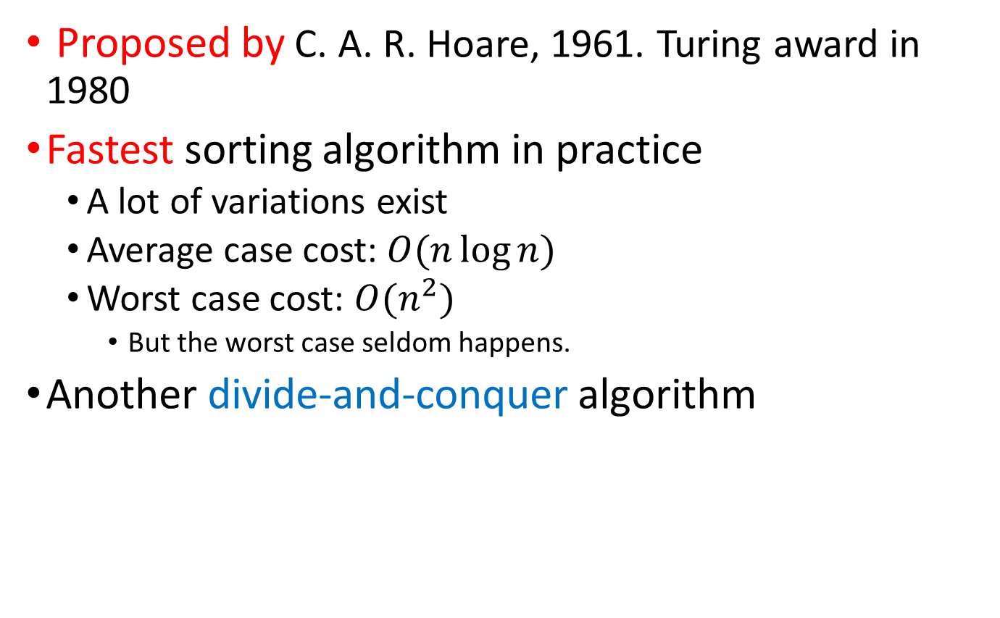 • Proposed by C. A. R. Hoare, 1961. Turing award in
1980
• Fastest sorting algorithm in practice
• A lot of variations exist
• Average case cost: O(n log n)
• Worst case cost: O(n²)
• But the worst case seldom happens.
• Another divide-and-conquer algorithm